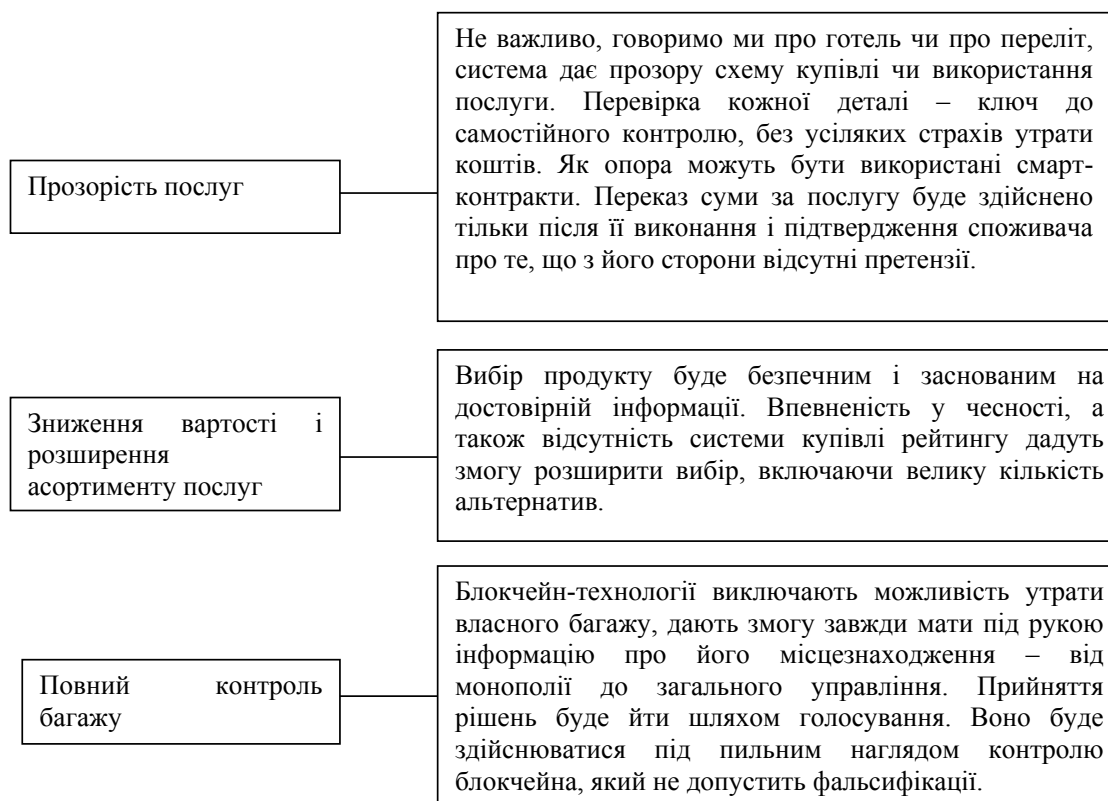 Прозорість послуг
Не важливо, говоримо ми про готель чи про переліт,
система дає прозору схему купівлі чи використання
послуги. Перевірка кожної деталі – ключ до
самостійного контролю, без усіляких страхів утрати
коштів. Як опора можуть бути використані смарт-
контракти. Переказ суми за послугу буде здійснено
тільки після її виконання і підтвердження споживача
про те, що з його сторони відсутні претензії.
Зниження вартості і
розширення
асортименту послуг
Вибір продукту буде безпечним і заснованим на
достовірній інформації. Впевненість у чесності, а
також відсутність системи купівлі рейтингу дадуть
змогу розширити вибір, включаючи велику кількість
альтернатив.
Повний контроль
багажу
Блокчейн-технології виключають можливість утрати
власного багажу, дають змогу завжди мати під рукою
інформацію про його місцезнаходження – від
монополії до загального управління. Прийняття
рішень буде йти шляхом голосування. Воно буде
здійснюватися під пильним наглядом контролю
блокчейна, який не допустить фальсифікації.